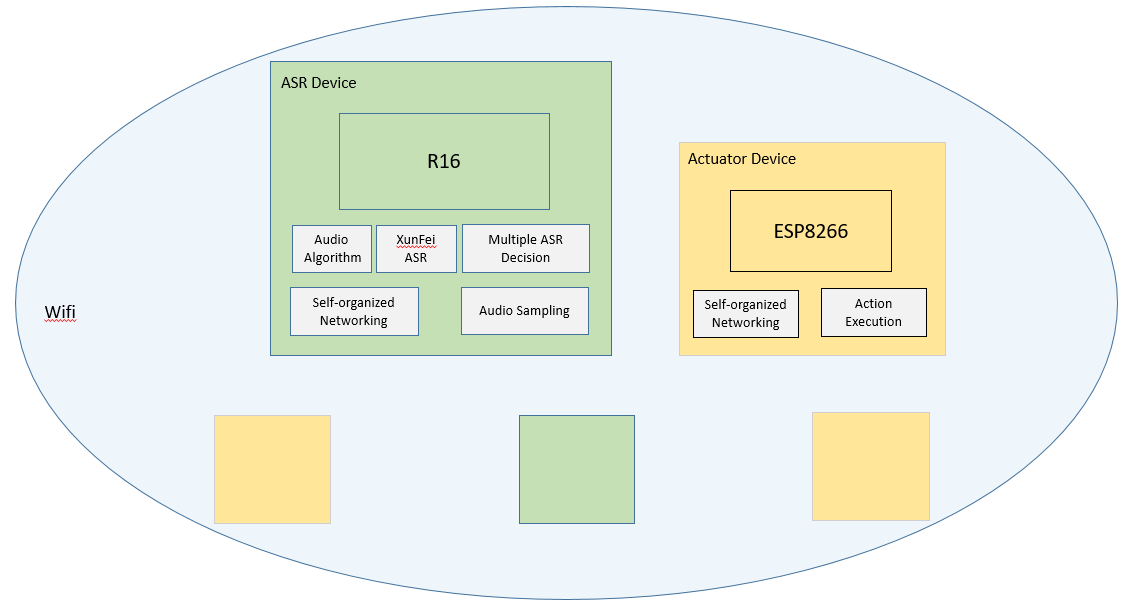 ASR Device
R16
Audio
Algorithm
XunFei
ASR
Multiple ASR
Decision
Self-organized
Networking
Audio Sampling
Actuator Device
ESP8266
Self-organized
Networking
Action
Execution
Wifi